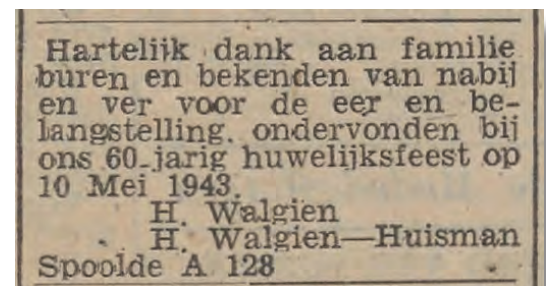 Hartelijk dank aan familie
buren en bekenden van nabij
en ver voor de eer en be-
langstelling. ondervonden bij
ons 60-jarig huwelijksfeest op
10 Mei 1943.
H. Walgien
H. Walgien—Huisman
Spoolde A 128